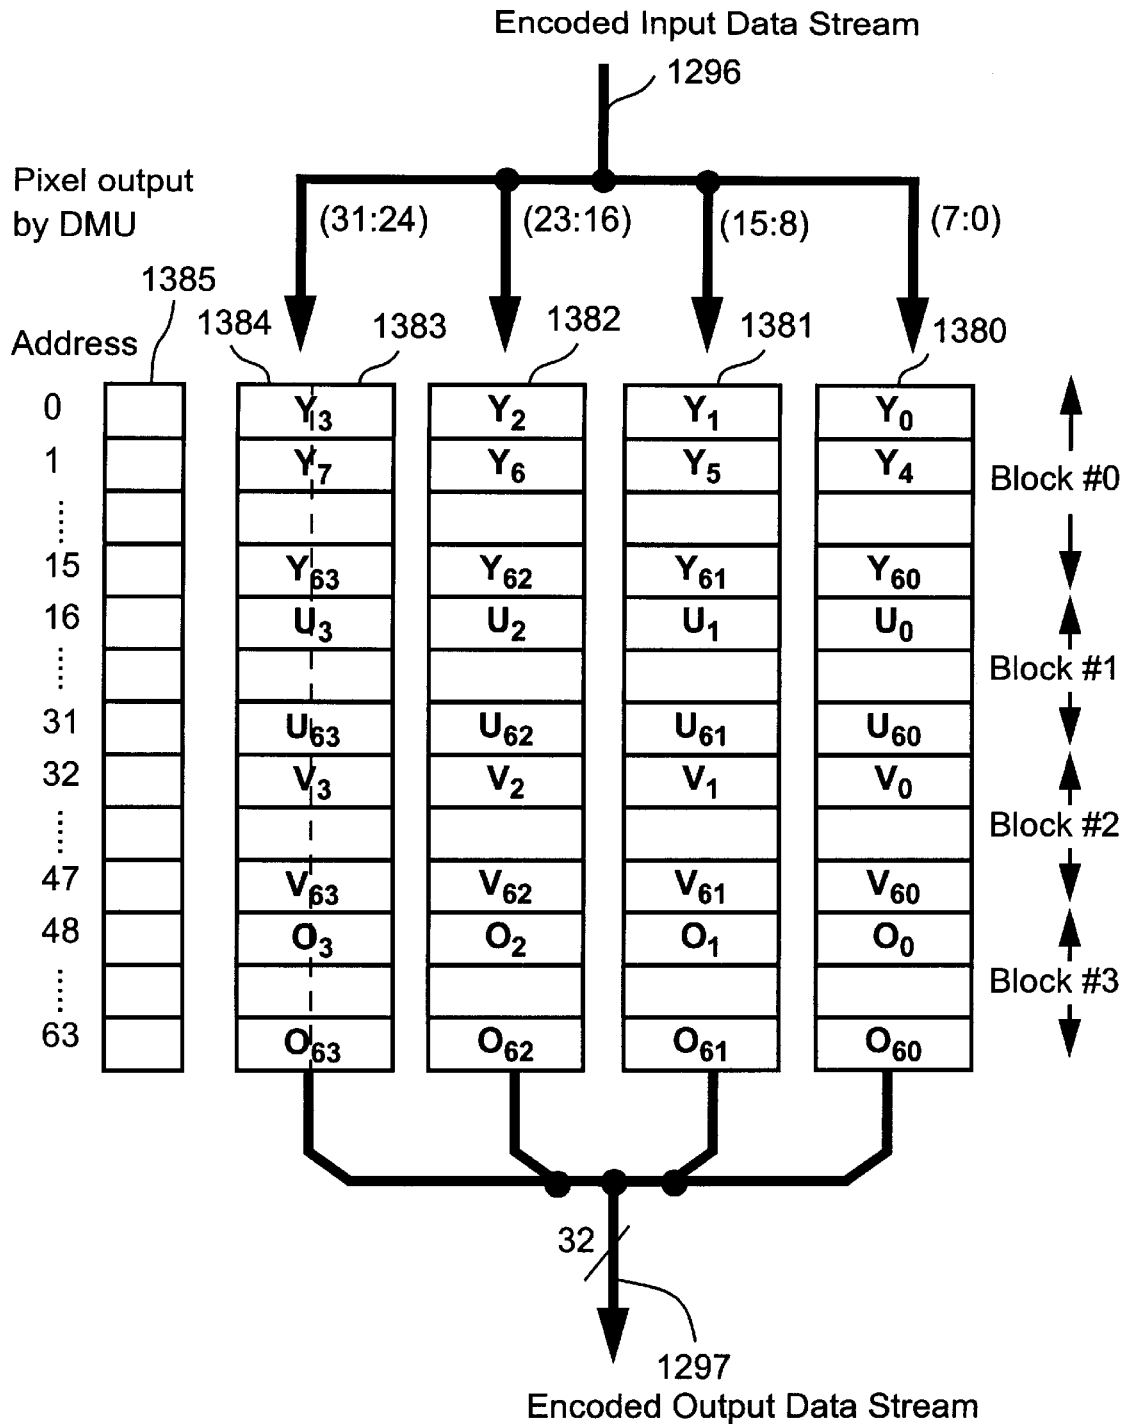 Encoded Input Data Stream
1296
Pixel output
by DMU
(31:24)
(23:16)
(15:8)
(7:0)
1385
1384
1383
1382
1381
1380
Address
0
Y3
Y2
Y1
Y0
1
Y7
Y6
Y5
Y4
Block #0
15
Y63
Y62
Y61
Y60
16
U3
U2
U1
U0
Block #1
31
U63
U62
U61
U60
32
V3
V2
V1
V0
Block #2
47
V63
V62
V61
V60
48
O3
O2
O1
O0
Block #3
63
O63
O62
O61
O60
32
1297
Encoded Output Data Stream